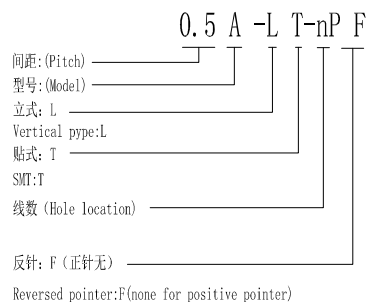 0.5 A -L T-nP F
间距:(Pitch)
型号:(Model)
立式: L
Vertical pype:L
贴式: T
SMT:T
线数 (Hole location)
反针: F (正针无)
Reversed pointer:F(none for positive pointer)